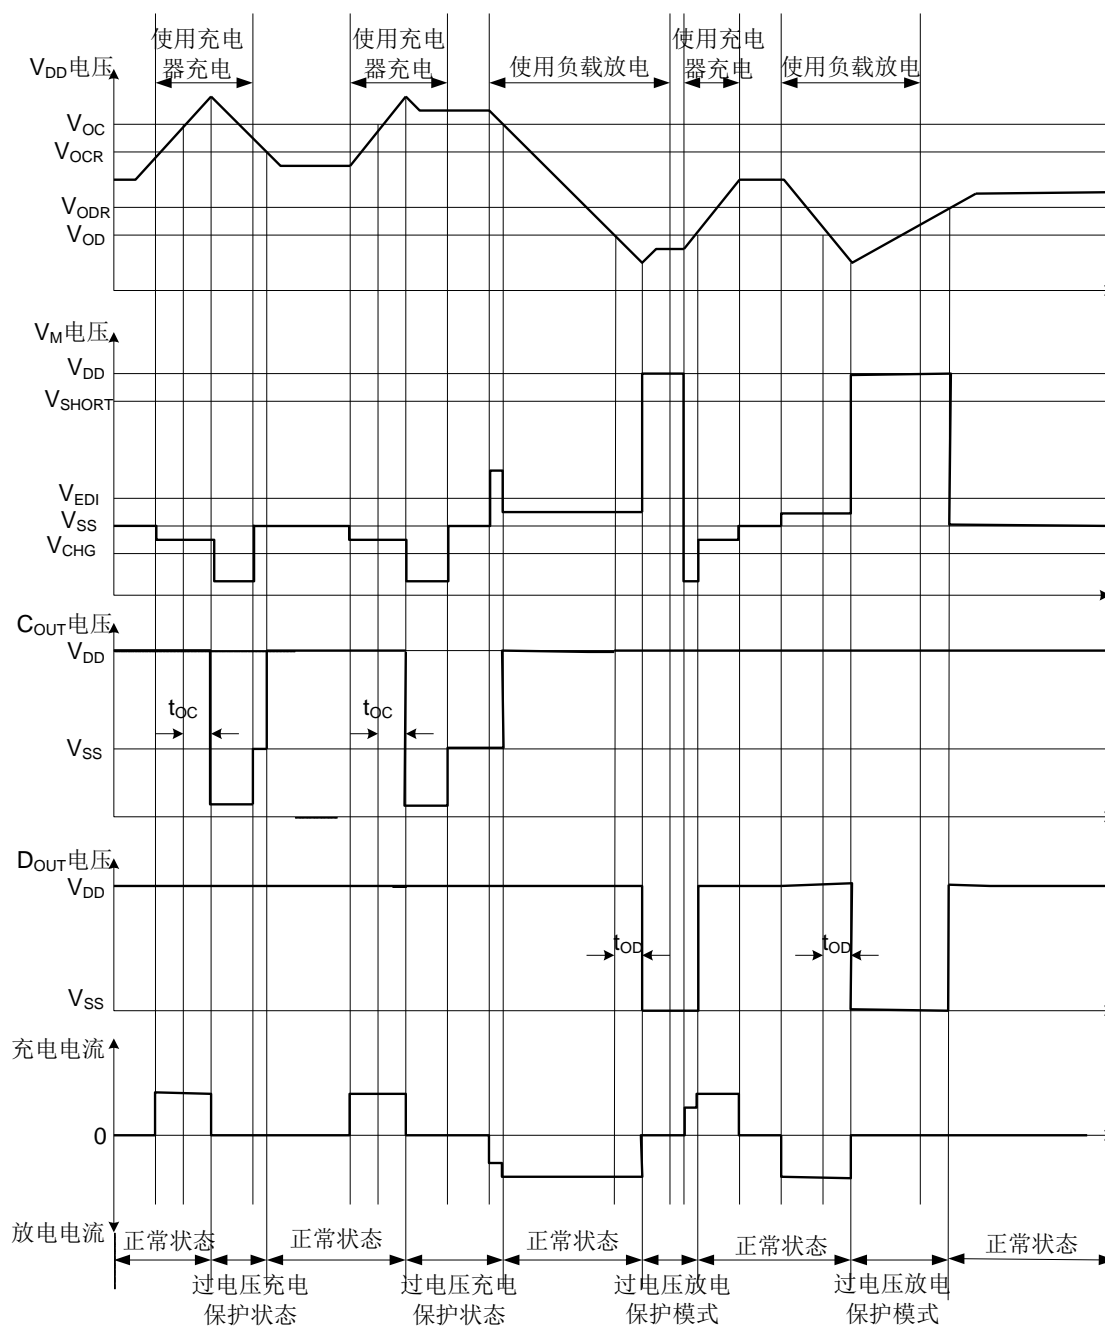 使用充电
器充电
使用充电
器充电
使用负载放电
使用充电
器充电
使用负载放电
VDD电压
VOC
VOCR
VODR
VOD
VM电压
VDD
VSHORT
VEDI
VSS
VCHG
COUT电压
VDD
tOC
tOC
VSS
DOUT电压
VDD
tOD
tOD
VSS
充电电流
0
放电电流
正常状态
正常状态
正常状态
正常状态
正常状态
过电压充电
保护状态
过电压充电
保护状态
过电压放电
保护模式
过电压放电
保护模式